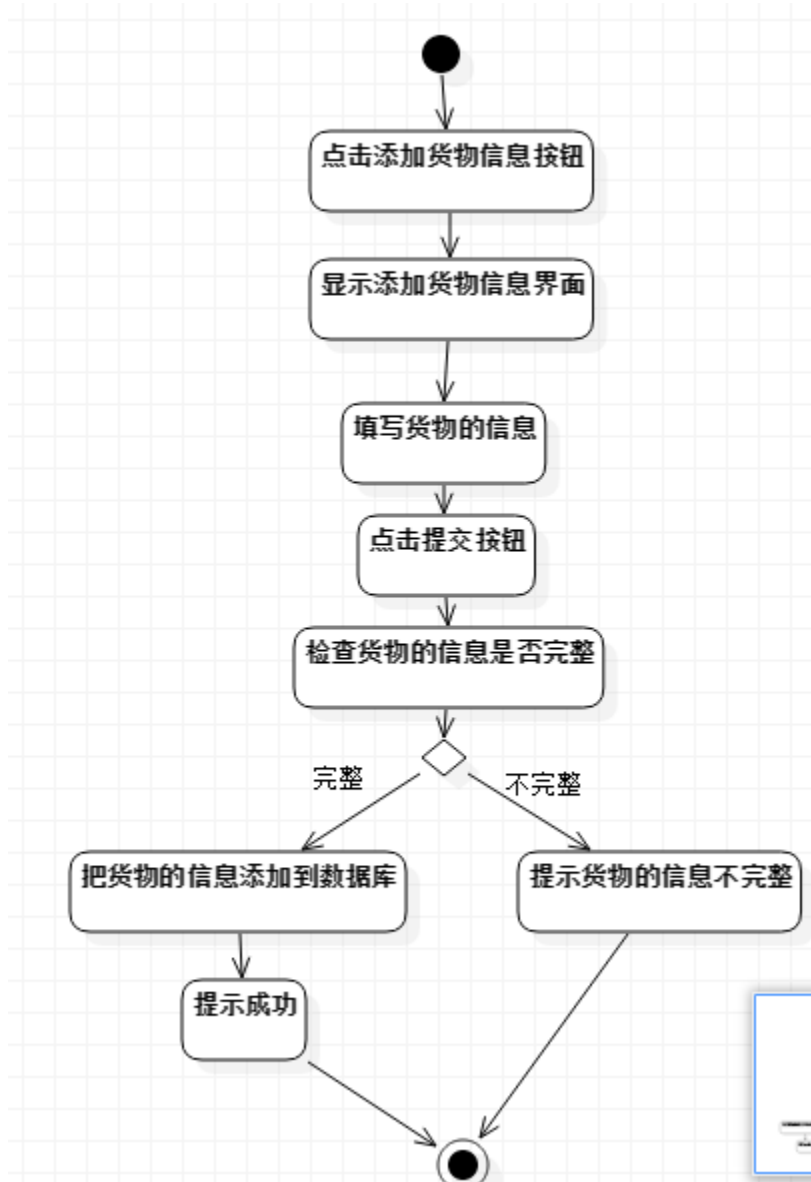 点击添加货物信息按钮
显示添加货物信息界面
填写货物的信息
点击提交按钮
检查货物的信息是否完整
完整
不完整
把货物的信息添加到数据库
提示货物的信息不完整
提示成功